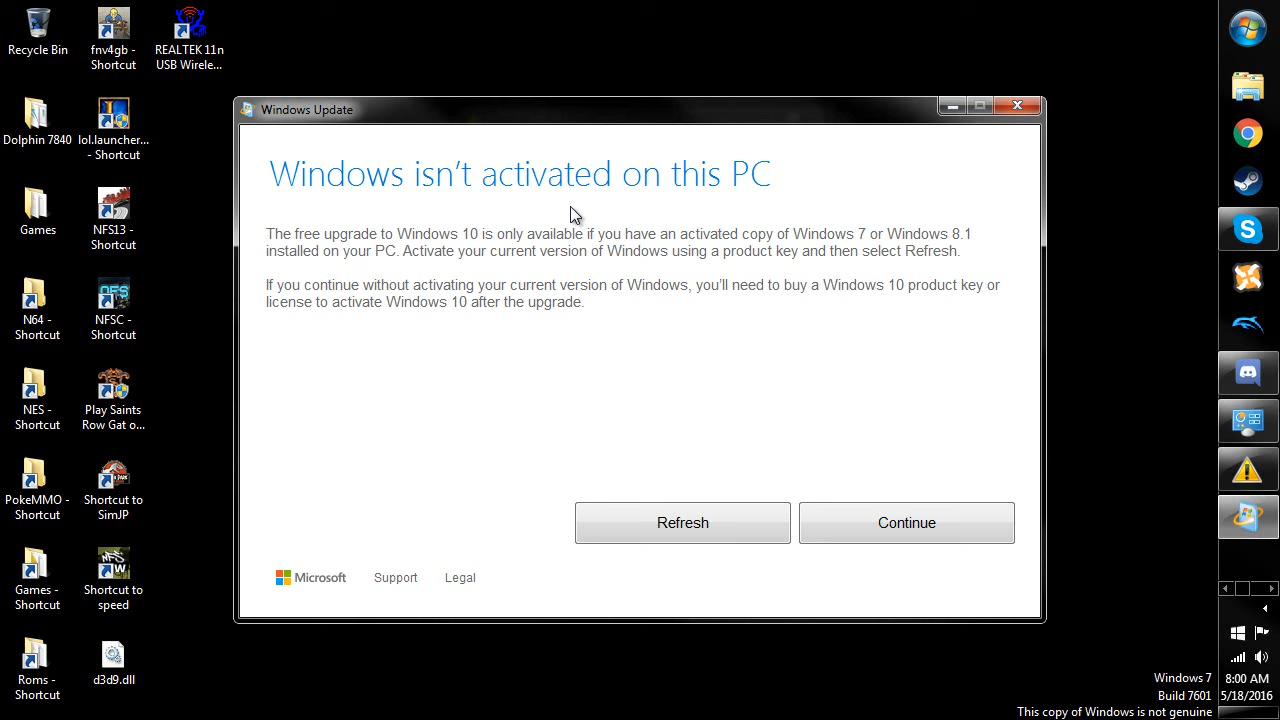 Recycle Bin
fnv4gb -
Shortcut
REALTEK 11n
USB Wirele...
Dolphin 7840
lol.launcher...
- Shortcut
Games
NFS13 -
Shortcut
N64 -
Shortcut
NFSC -
Shortcut
NES -
Shortcut
Play Saints
Row Gat o...
PokeMMO -
Shortcut
Shortcut to
SimJP
Games -
Shortcut
Shortcut to
speed
Roms -
Shortcut
d3d9.dll
Windows Update
Windows isn't activated on this PC
The free upgrade to Windows 10 is only available if you have an activated copy of Windows 7 or Windows 8.1
installed on your PC. Activate your current version of Windows using a product key and then select Refresh.
If you continue without activating your current version of Windows, you'll need to buy a Windows 10 product key or
license to activate Windows 10 after the upgrade.
Refresh
Continue
Microsoft
Support
Legal
8:00 AM
5/18/2016
Windows 7
Build 7601
This copy of Windows is not genuine